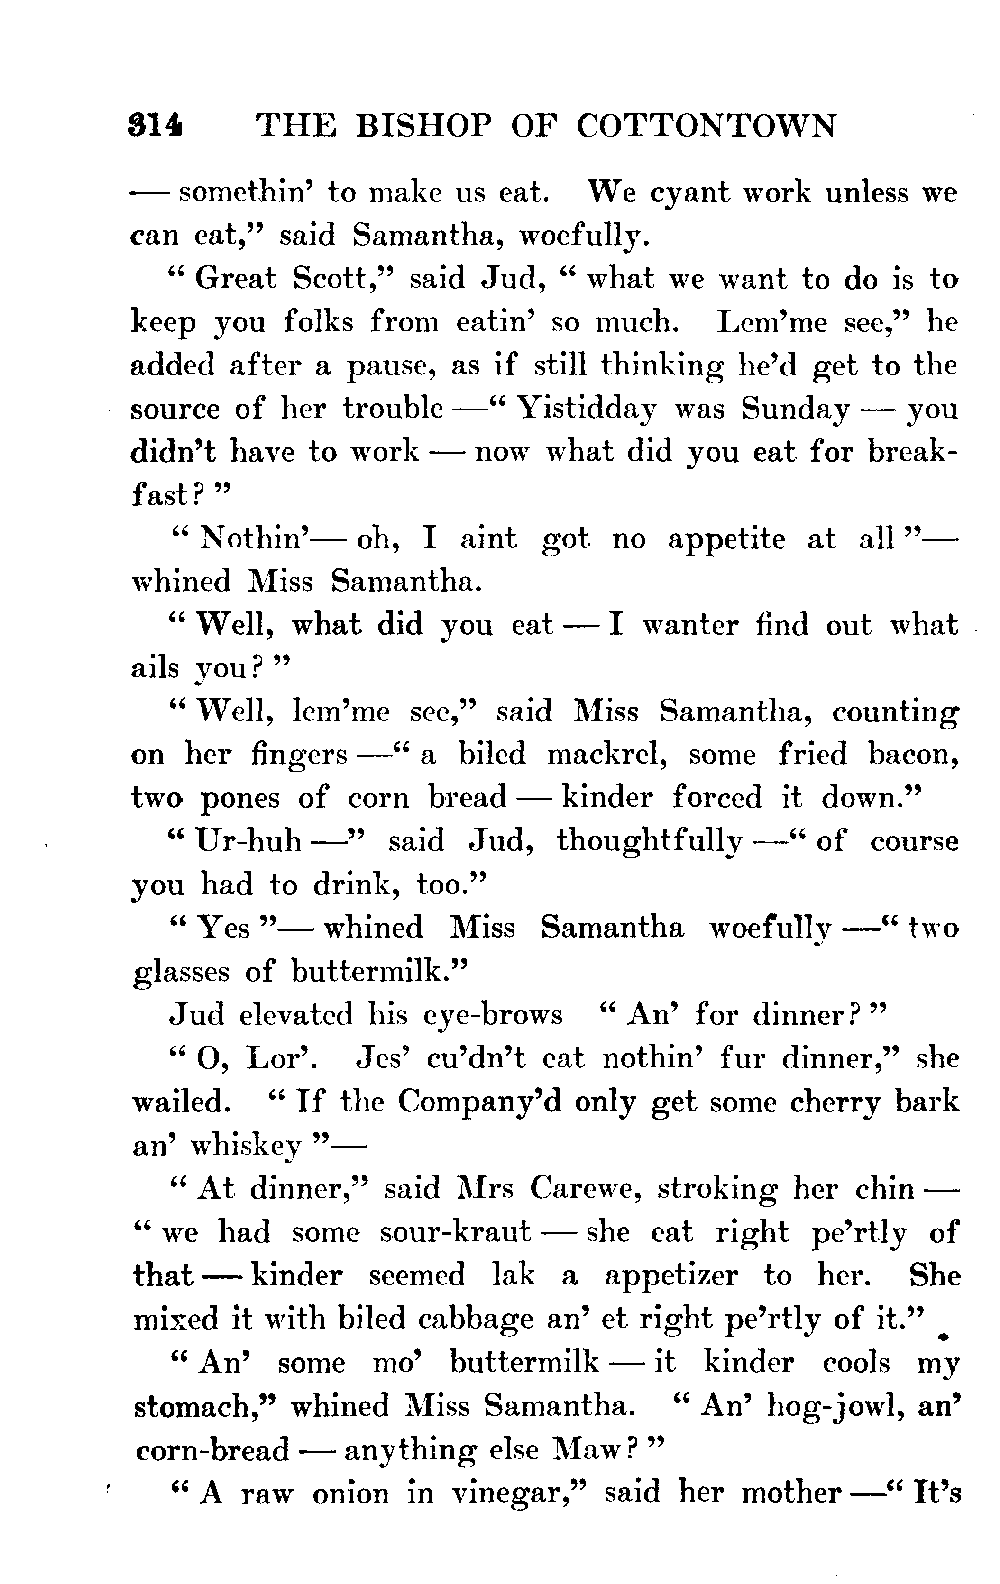 314 THE BISHOP OF COTTONTOWN
— somethin' to make us eat. We cyant work unless we
can eat," said Samantha, woefully.
" Great Scott," said Jud, " what we want to do is to
keep you folks from eatin' so much. Lem'me see," he
added after a pause, as if still thinking he'd get to the
source of her trouble —" Yistidday was Sunday — you
didn't have to work — now what did you eat for break-
fast? "
" Nothin'— oh, I aint got no appetite at all "—
whined Miss Samantha.
" Well, what did you eat — I wanter find out what
ails you? "
" Well, lem'me see," said Miss Samantha, counting
on her fingers —" a biled mackrel, some fried bacon,
two pones of corn bread — kinder forced it down."
" Ur-huh —" said Jud, thoughtfully —" of course
you had to drink, too."
" Yes "— whined Miss Samantha woefully —" two
glasses of buttermilk."
Jud elevated his eye-brows " An' for dinner? "
" O, Lor'. Jes' cu'dn't eat nothin' fur dinner," she
wailed. " If the Company'd only get some cherry bark
an' whiskey "—
" At dinner," said Mrs Carewe, stroking her chin —
" we had some sour-kraut — she eat right pe'rtly of
that — kinder seemed lak a appetizer to her. She
mixed it with biled cabbage an' et right pe'rtly of it."
" An' some mo' buttermilk — it kinder cools my
stomach," whined Miss Samantha. " An' hog-jowl, an'
corn-bread — anything else Maw? "
" A raw onion in vinegar," said her mother —" It's